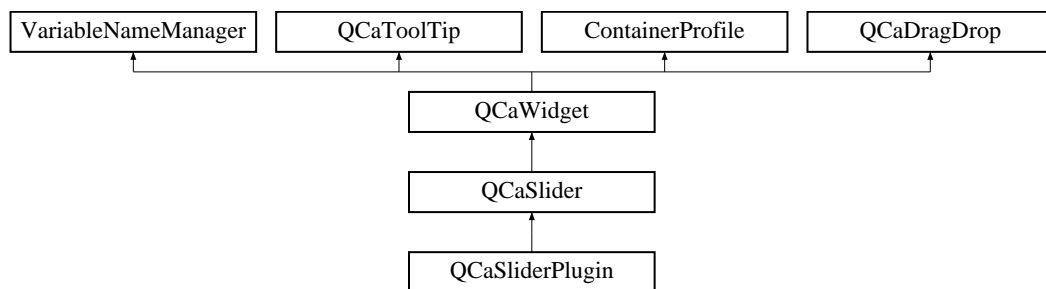 VariableNameManager QCaToolTip ContainerProfile QCaDragDrop
QCaWidget
QCaSlider
QCaSliderPlugin